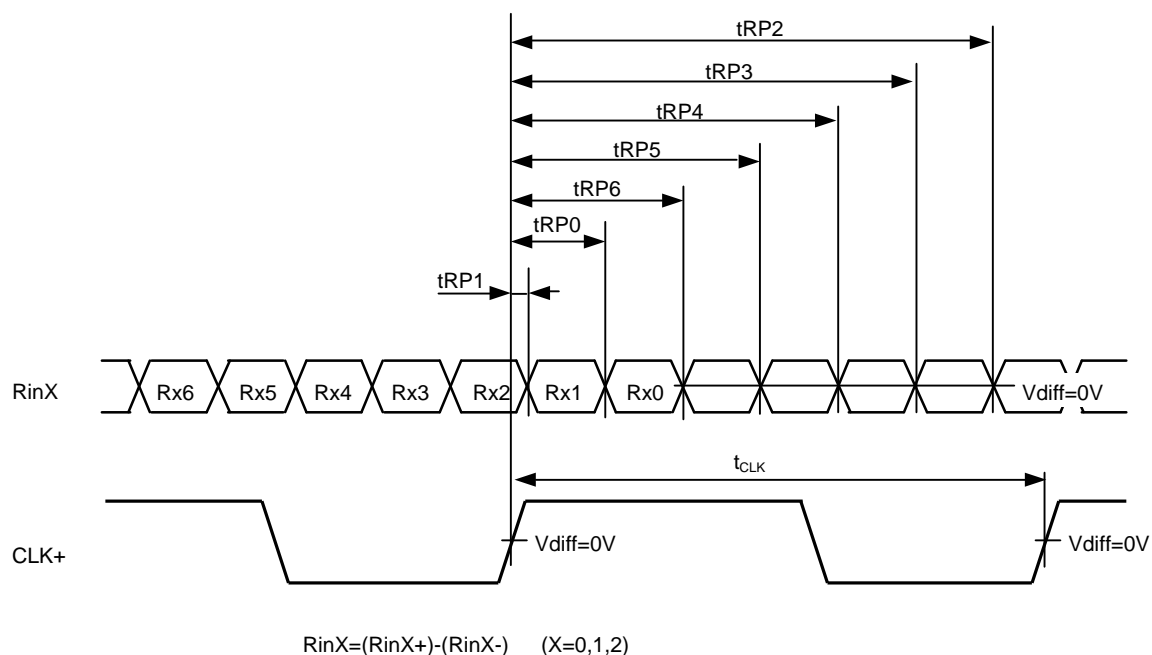 tRP2
tRP3
tRP4
tRP5
tRP6
tRP0
tRP1
RinX Rx6 Rx5 Rx4 Rx3 Rx2 Rx1 Rx0 Vdiff=0V
tCLK
CLK+ Vdiff=0V Vdiff=0V
RinX=(RinX+)-(RinX-) (X=0,1,2)